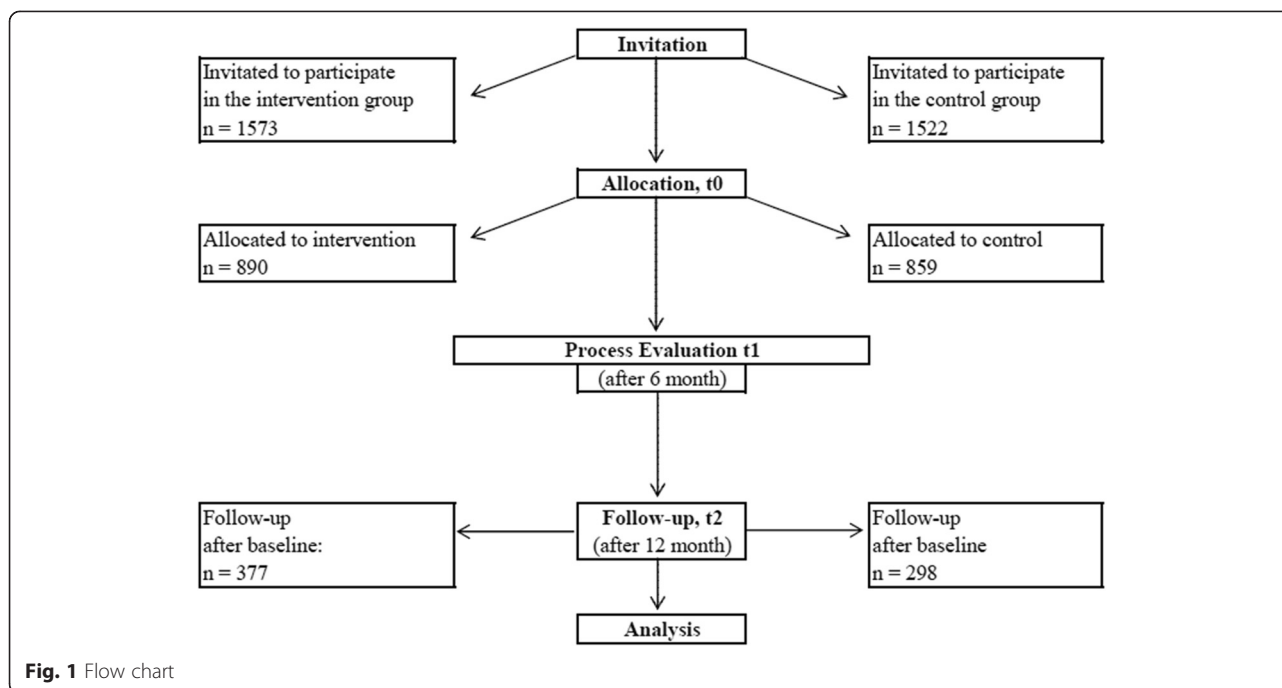 Invitation
Invitated to participate
in the intervention group
n = 1573
Invitated to participate
in the control group
n = 1522
Allocation, t0
Allocated to intervention
n = 890
Allocated to control
n = 859
Process Evaluation t1
(after 6 month)
Follow-up
after baseline:
n = 377
Follow-up, t2
(after 12 month)
Follow-up
after baseline
n = 298
Analysis
Fig. 1 Flow chart